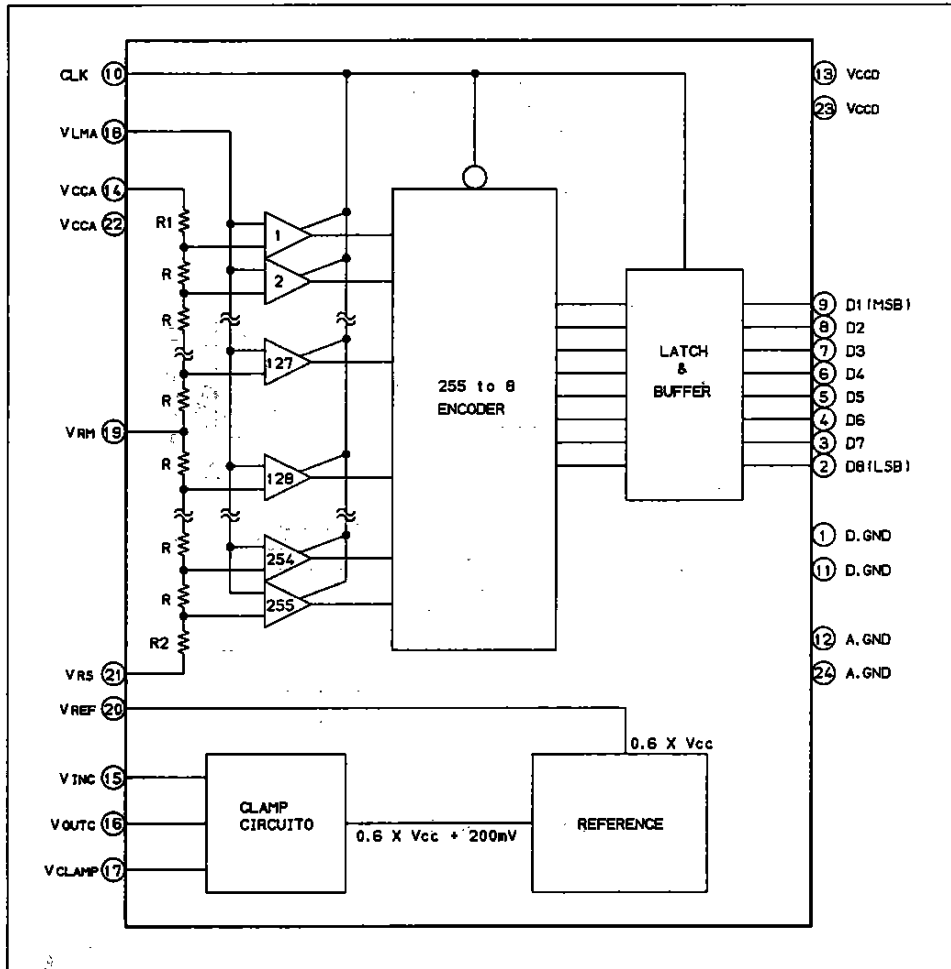 CLK 10
VLMA 18
VCCA 14
VCCA 22
R1
R
R
R
VRM 19
R
R
R
R2
VRS 21
VREF 20
VINC 15
VOUTC 16
VCLAMP 17
1
2
127
128
254
255
255 to 8
ENCODER
LATCH
&
BUFFER
13 VCCD
23 VCCD
9 D1(MSB)
8 D2
7 D3
6 D4
5 D5
4 D6
3 D7
2 D8(LSB)
1 D.GND
11 D.GND
12 A.GND
24 A.GND
CLAMP
CIRCUITO
0.6 X Vcc + 200mV
0.6 X Vcc
REFERENCE